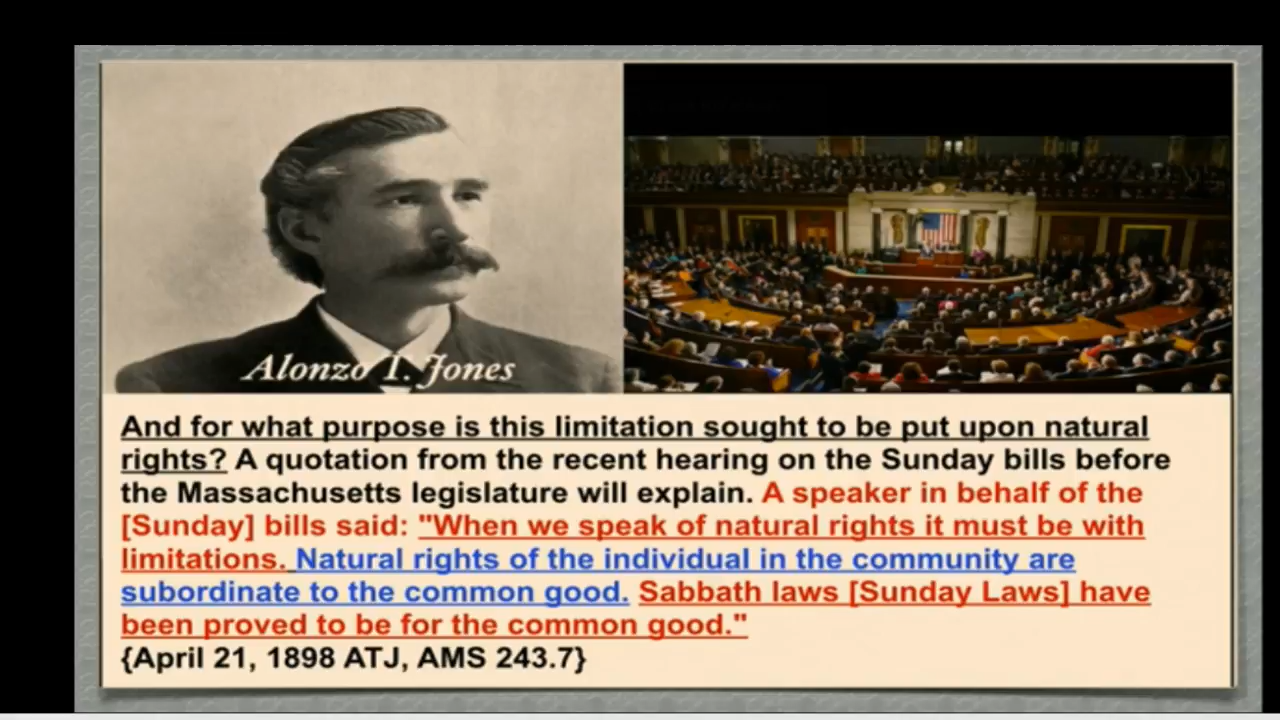 Alonzo T. Jones
And for what purpose is this limitation sought to be put upon natural
rights? A quotation from the recent hearing on the Sunday bills before
the Massachusetts legislature will explain. A speaker in behalf of the
[Sunday] bills said: "When we speak of natural rights it must be with
limitations. Natural rights of the individual in the community are
subordinate to the common good. Sabbath laws [Sunday Laws] have
been proved to be for the common good."
{April 21, 1898 ATJ, AMS 243.7}